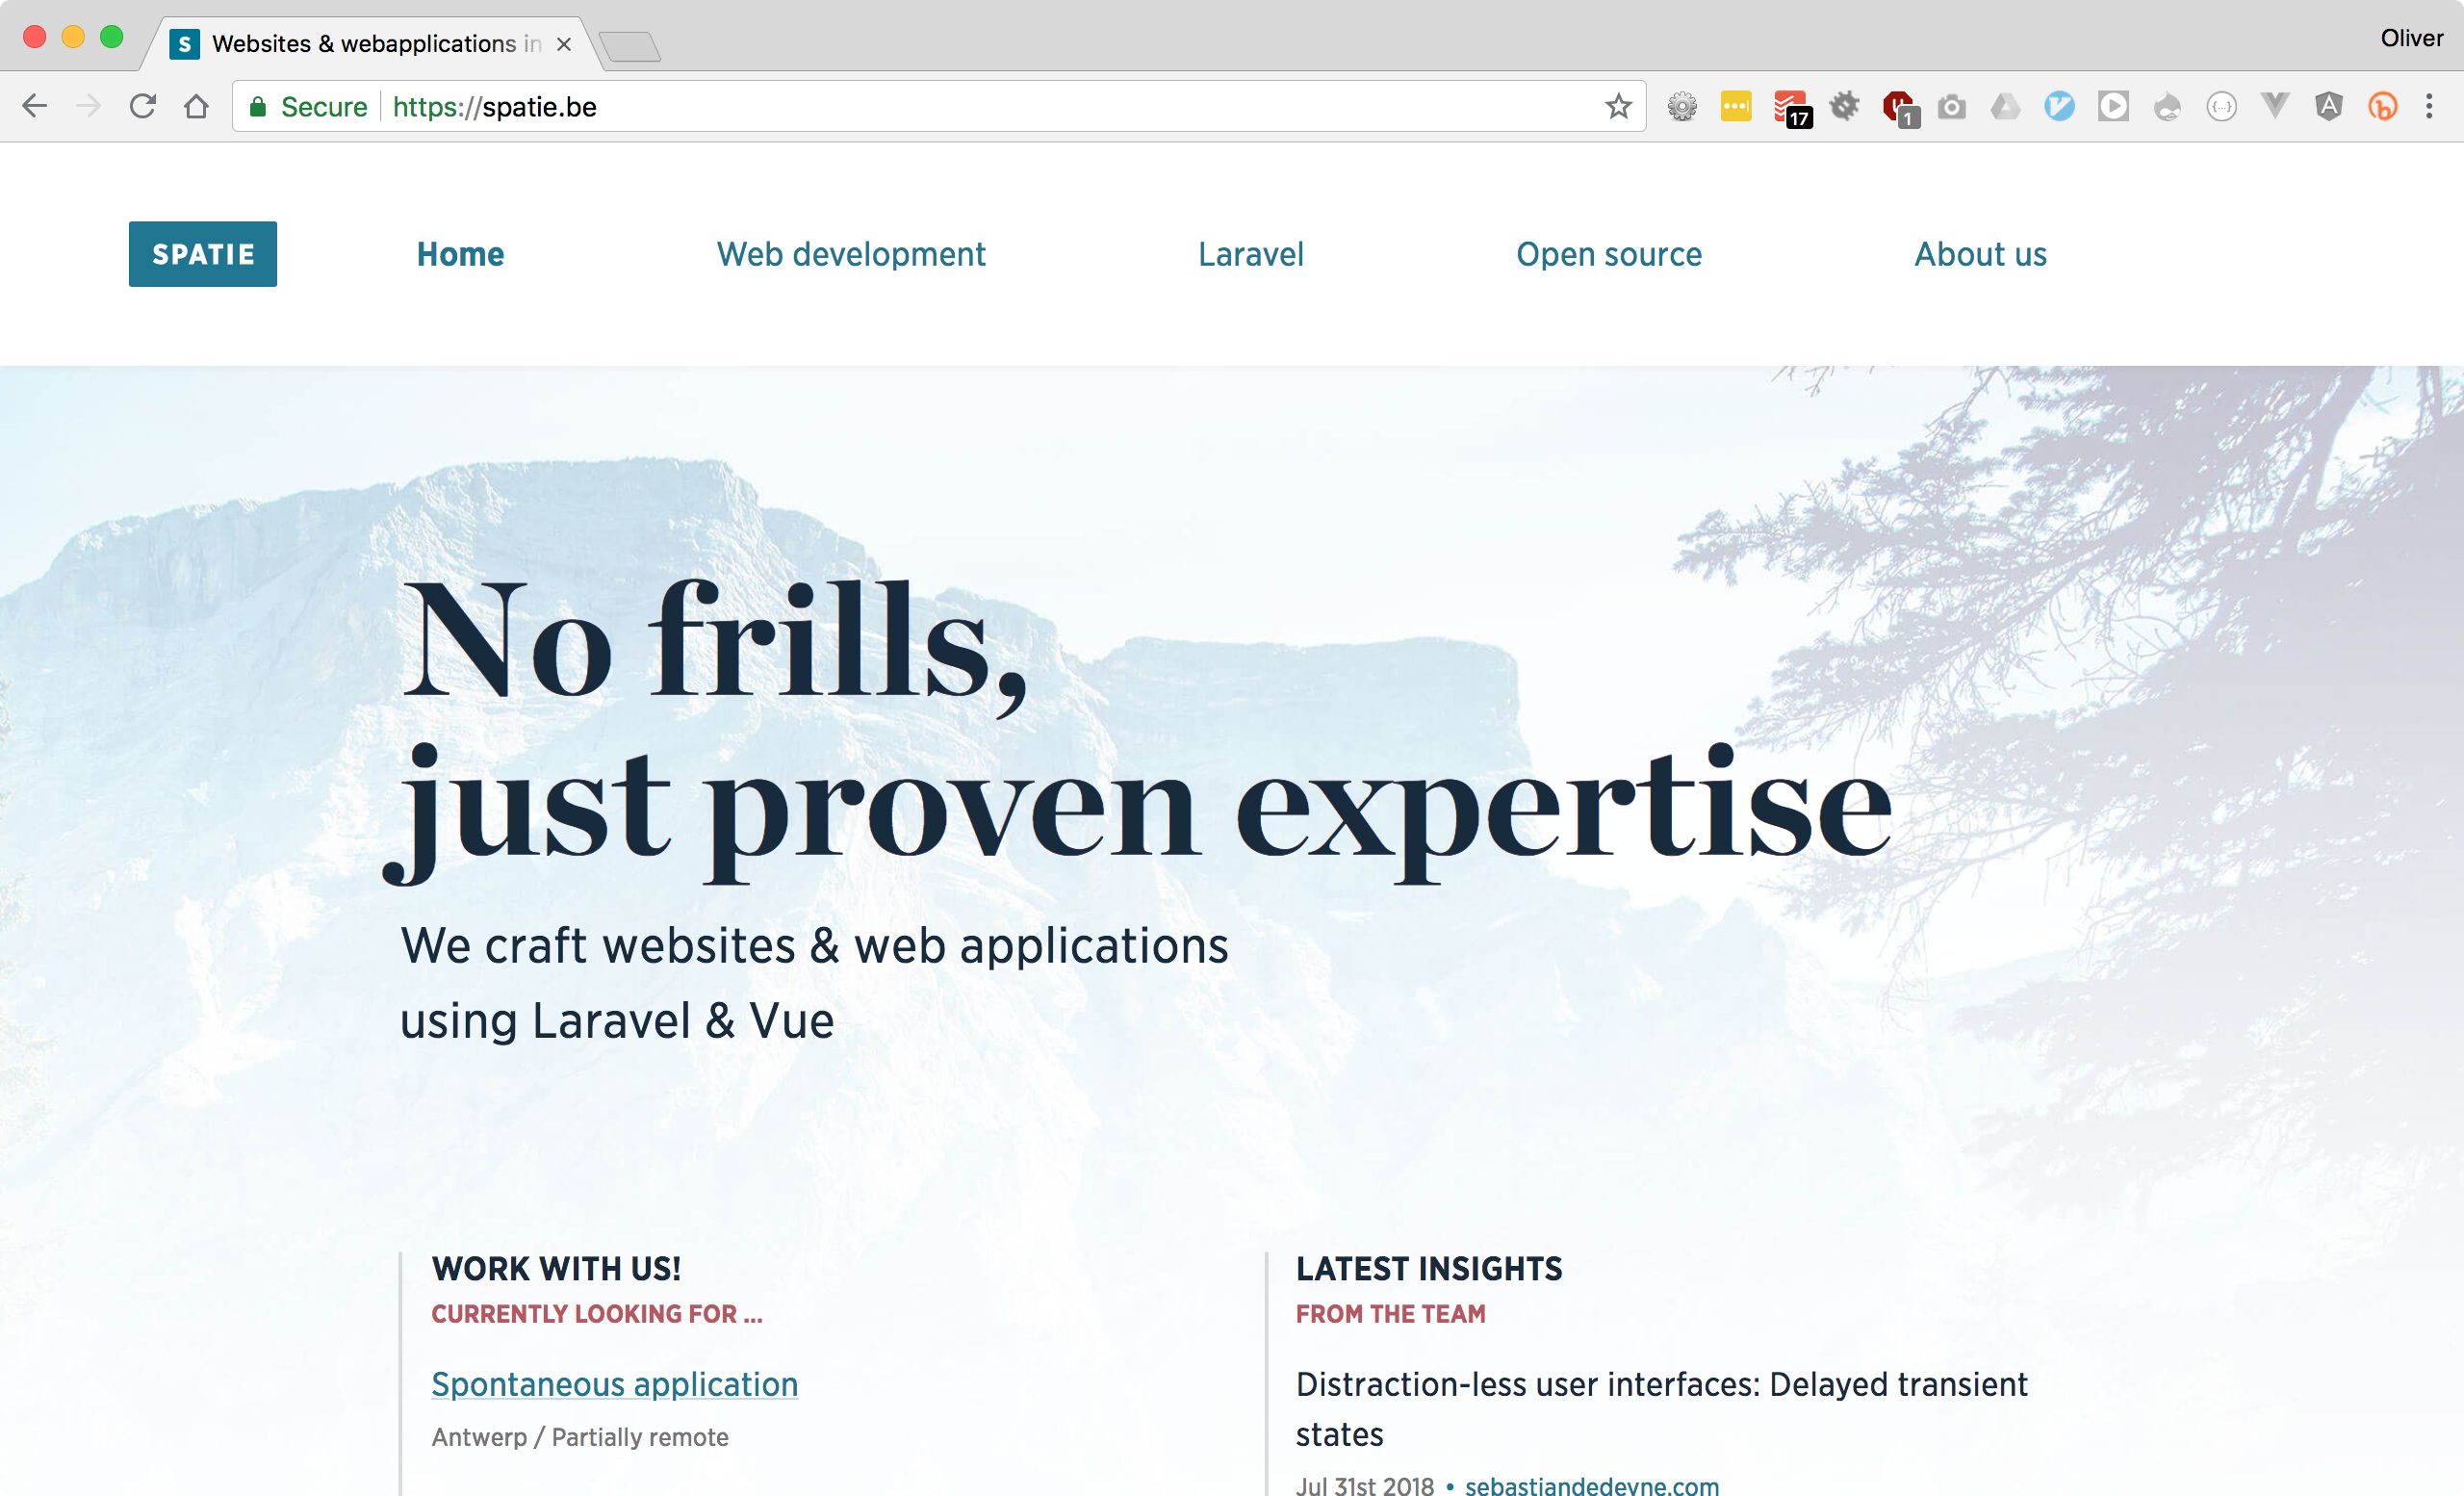 S Websites & webapplications in
Oliver
Secure https://spatie.be
17
1
SPATIE
Home
Web development
Laravel
Open source
About us
No frills,
just proven expertise
We craft websites & web applications
using Laravel & Vue
WORK WITH US!
CURRENTLY LOOKING FOR ...
Spontaneous application
Antwerp / Partially remote
LATEST INSIGHTS
FROM THE TEAM
Distraction-less user interfaces: Delayed transient
states
Jul 31st 2018 • sebastiandedeyne.com